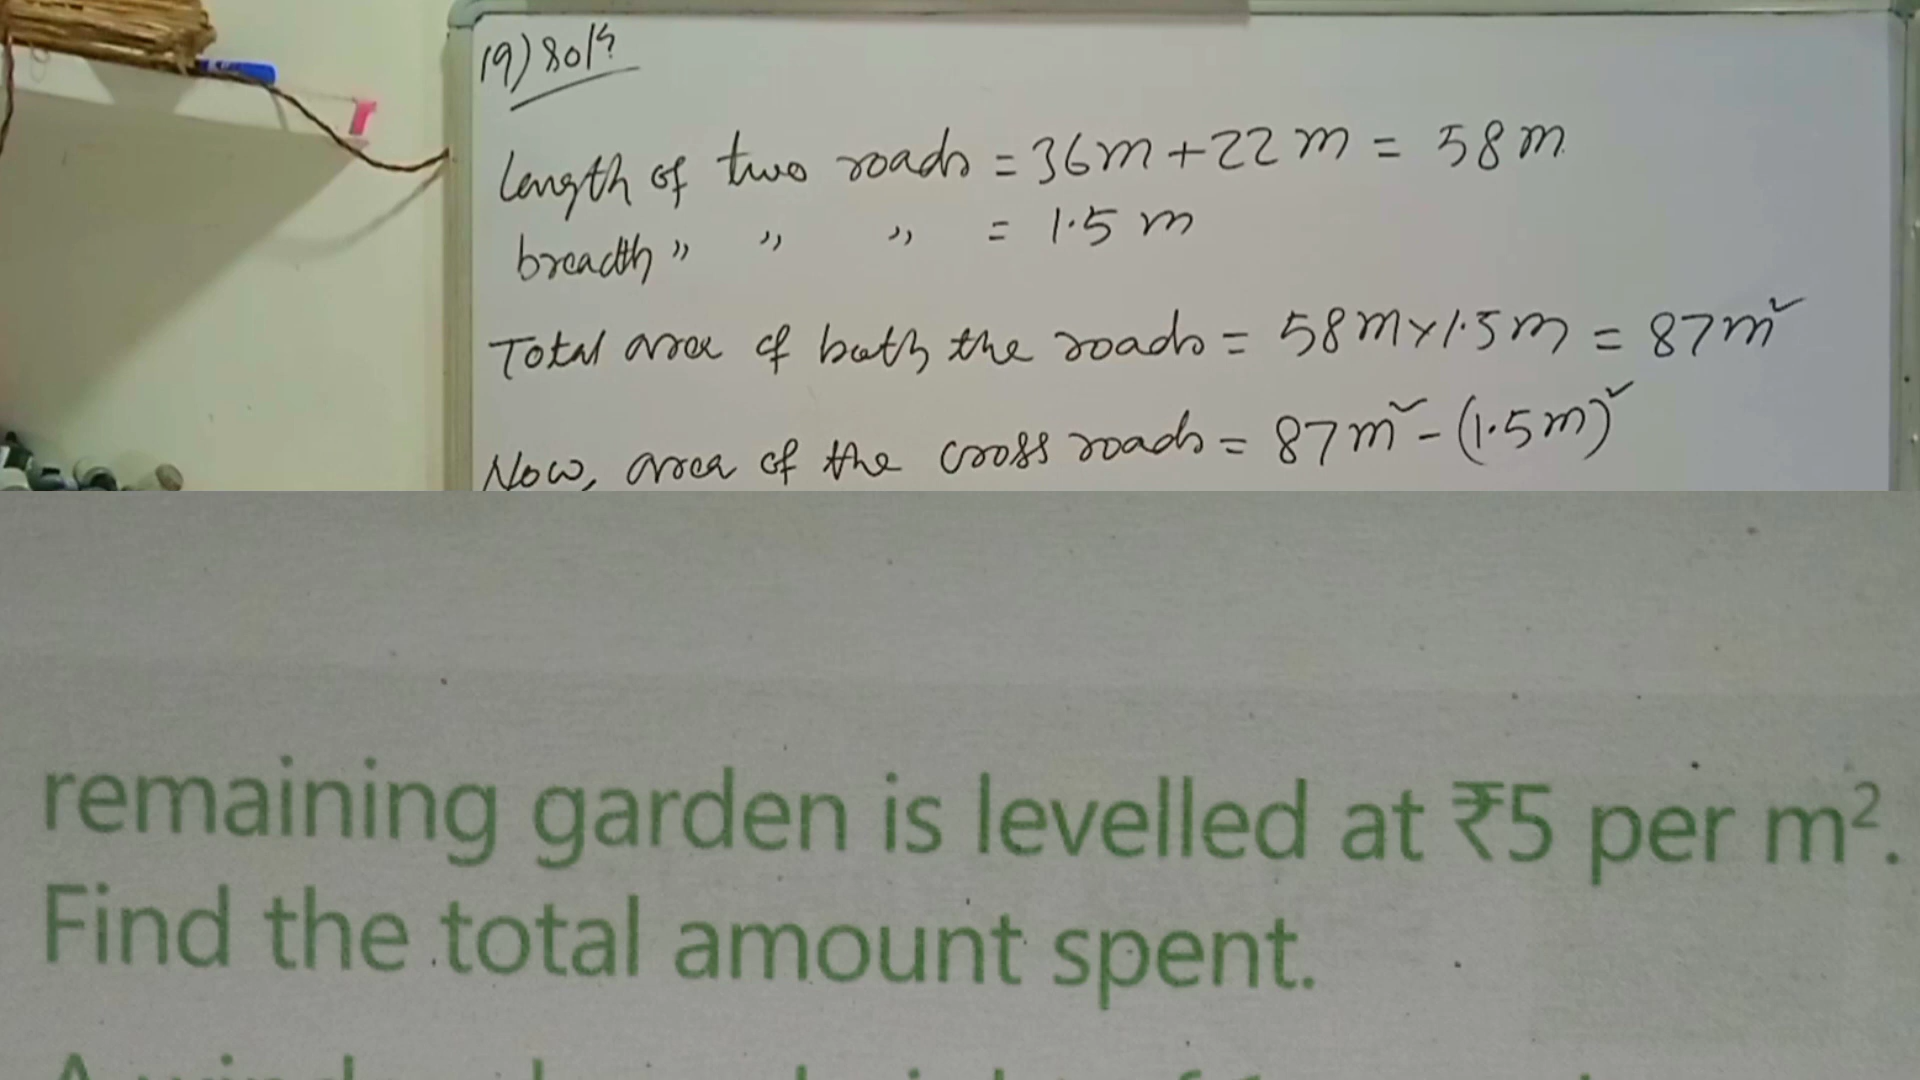 19) Soln
Length of two roads = 36m + 22m = 58m
breadth " " " = 1.5 m
Total area of both the roads = 58m × 1.5m = 87m²
Now, area of the cross roads = 87m² - (1.5m)²
remaining garden is levelled at ₹5 per m².
Find the total amount spent.